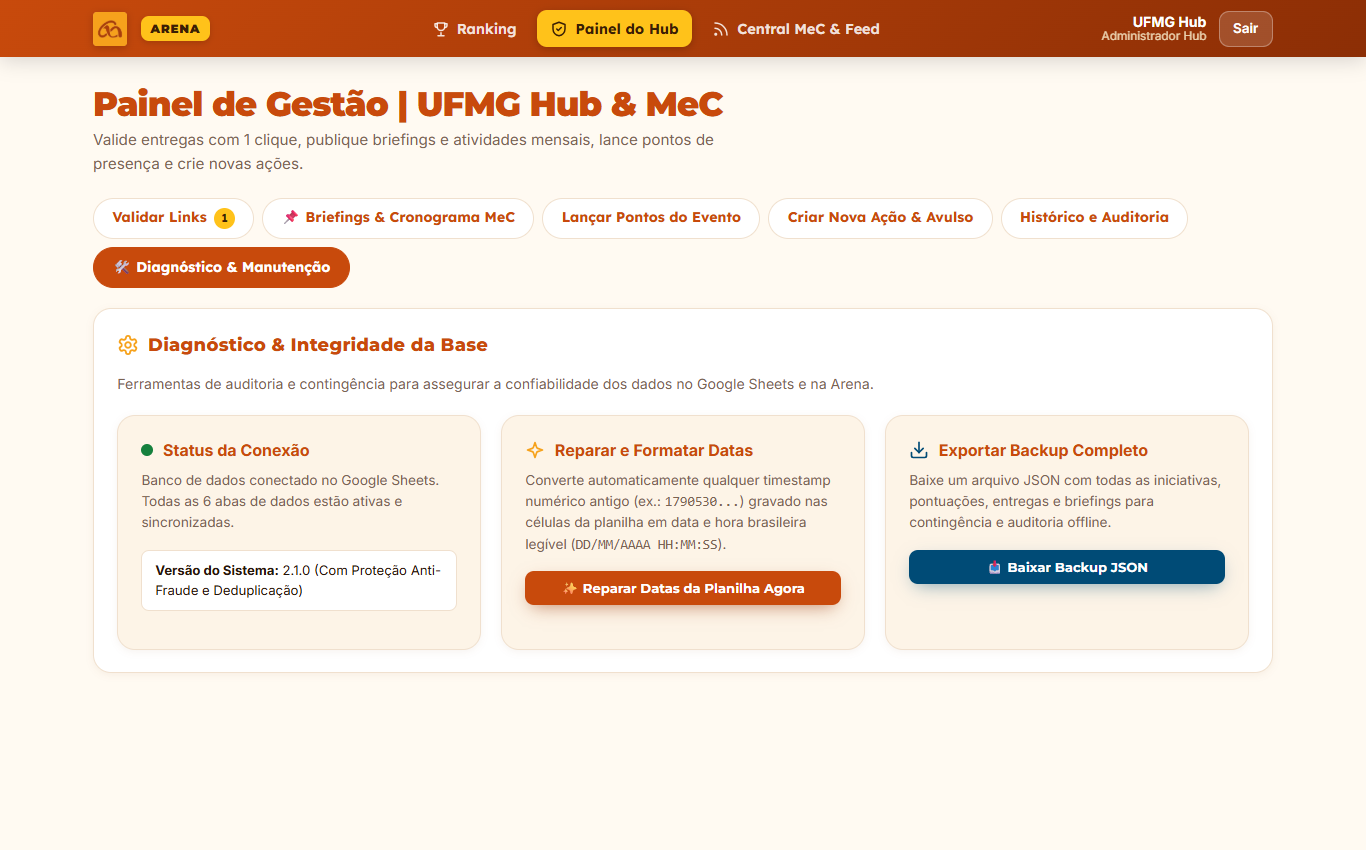 ARENA
Ranking
Painel do Hub
Central MeC & Feed
UFMG Hub
Administrador Hub
Sair
Painel de Gestão | UFMG Hub & MeC
Valide entregas com 1 clique, publique briefings e atividades mensais, lance pontos de
presença e crie novas ações.
Validar Links 1
Briefings & Cronograma MeC
Lançar Pontos do Evento
Criar Nova Ação & Avulso
Histórico e Auditoria
Diagnóstico & Manutenção
Diagnóstico & Integridade da Base
Ferramentas de auditoria e contingência para assegurar a confiabilidade dos dados no Google Sheets e na Arena.
Status da Conexão
Banco de dados conectado no Google Sheets.
Todas as 6 abas de dados estão ativas e
sincronizadas.
Versão do Sistema: 2.1.0 (Com Proteção Anti-
Fraude e Deduplicação)
Reparar e Formatar Datas
Converte automaticamente qualquer timestamp
numérico antigo (ex.: 1790530...) gravado nas
células da planilha em data e hora brasileira
legível (DD/MM/AAAA HH:MM:SS).
✨ Reparar Datas da Planilha Agora
Exportar Backup Completo
Baixe um arquivo JSON com todas as iniciativas,
pontuações, entregas e briefings para
contingência e auditoria offline.
📥 Baixar Backup JSON